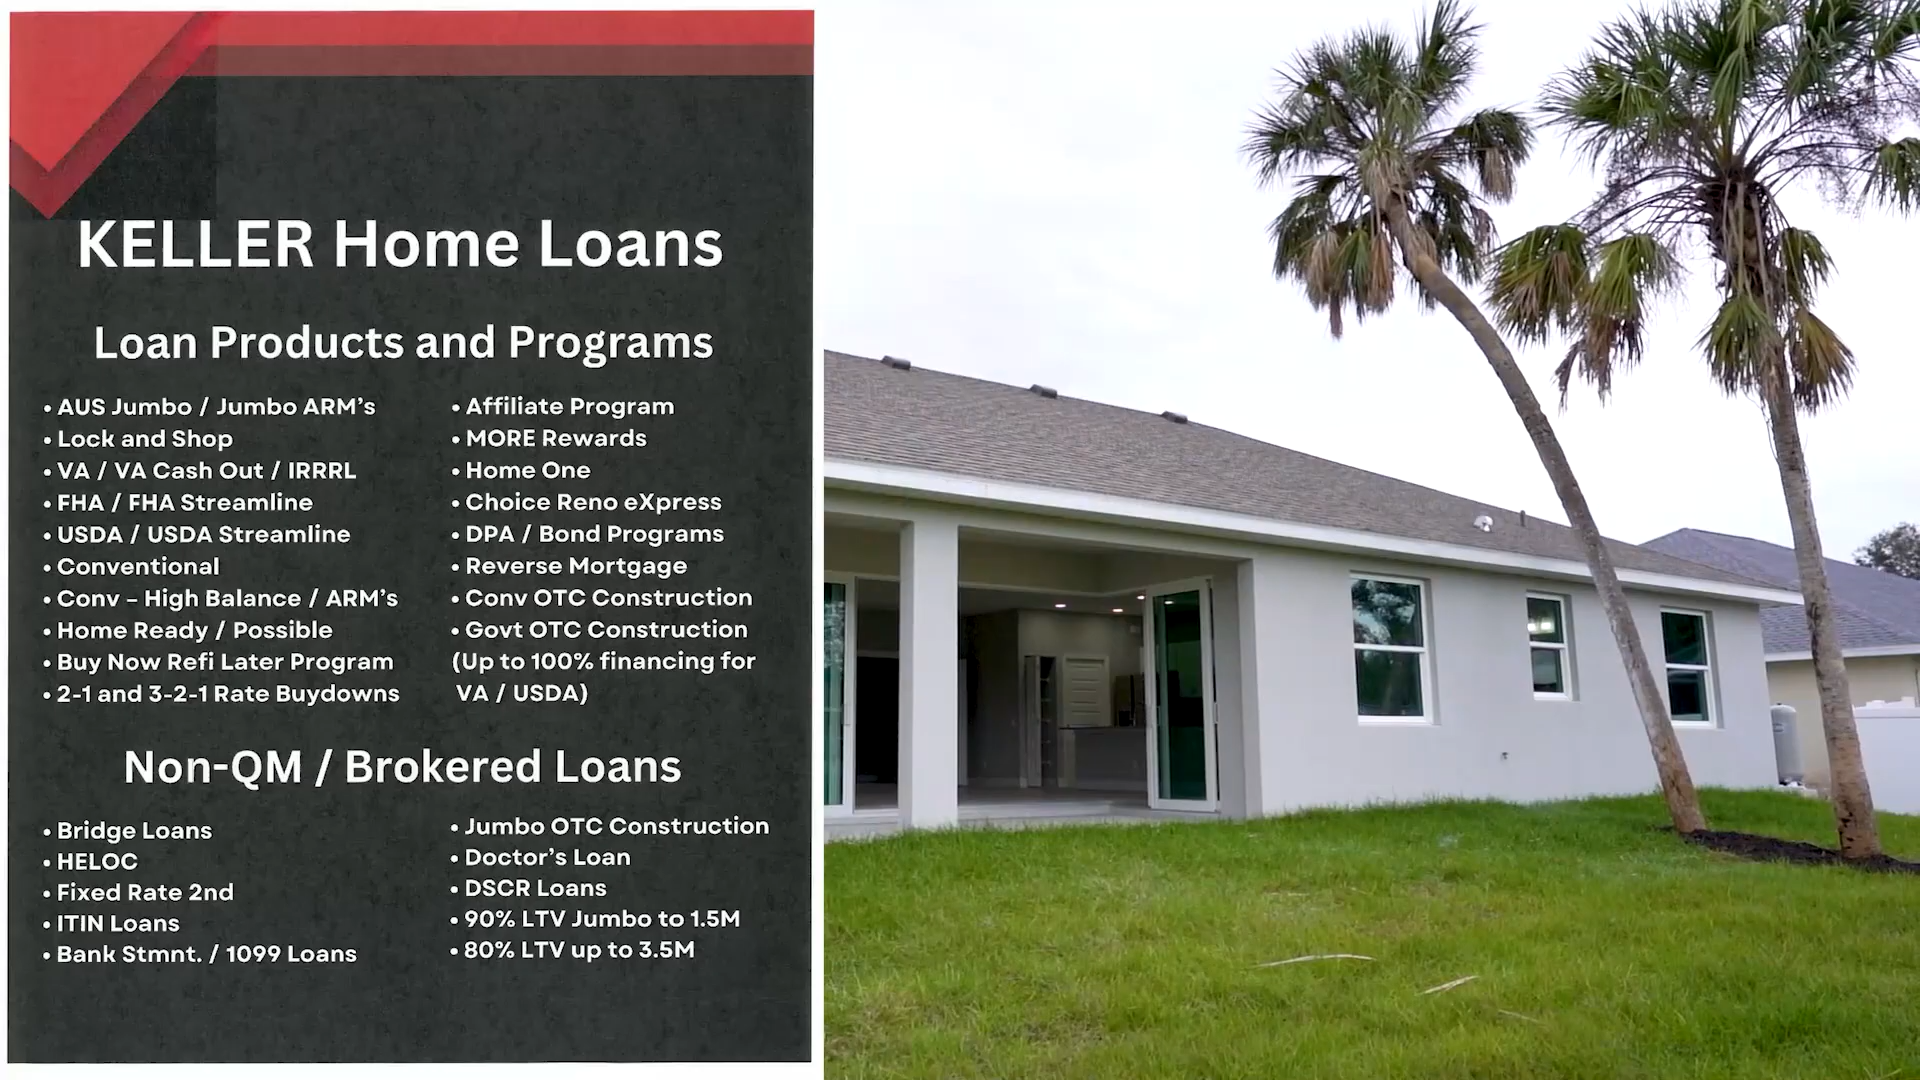 KELLER Home Loans
Loan Products and Programs
• AUS Jumbo / Jumbo ARM's
• Lock and Shop
• VA / VA Cash Out / IRRRL
• FHA / FHA Streamline
• USDA / USDA Streamline
• Conventional
• Conv – High Balance / ARM's
• Home Ready / Possible
• Buy Now Refi Later Program
• 2-1 and 3-2-1 Rate Buydowns
• Affiliate Program
• MORE Rewards
• Home One
• Choice Reno eXpress
• DPA / Bond Programs
• Reverse Mortgage
• Conv OTC Construction
• Govt OTC Construction
(Up to 100% financing for
VA / USDA)
Non-QM / Brokered Loans
• Bridge Loans
• HELOC
• Fixed Rate 2nd
• ITIN Loans
• Bank Stmnt. / 1099 Loans
• Jumbo OTC Construction
• Doctor's Loan
• DSCR Loans
• 90% LTV Jumbo to 1.5M
• 80% LTV up to 3.5M